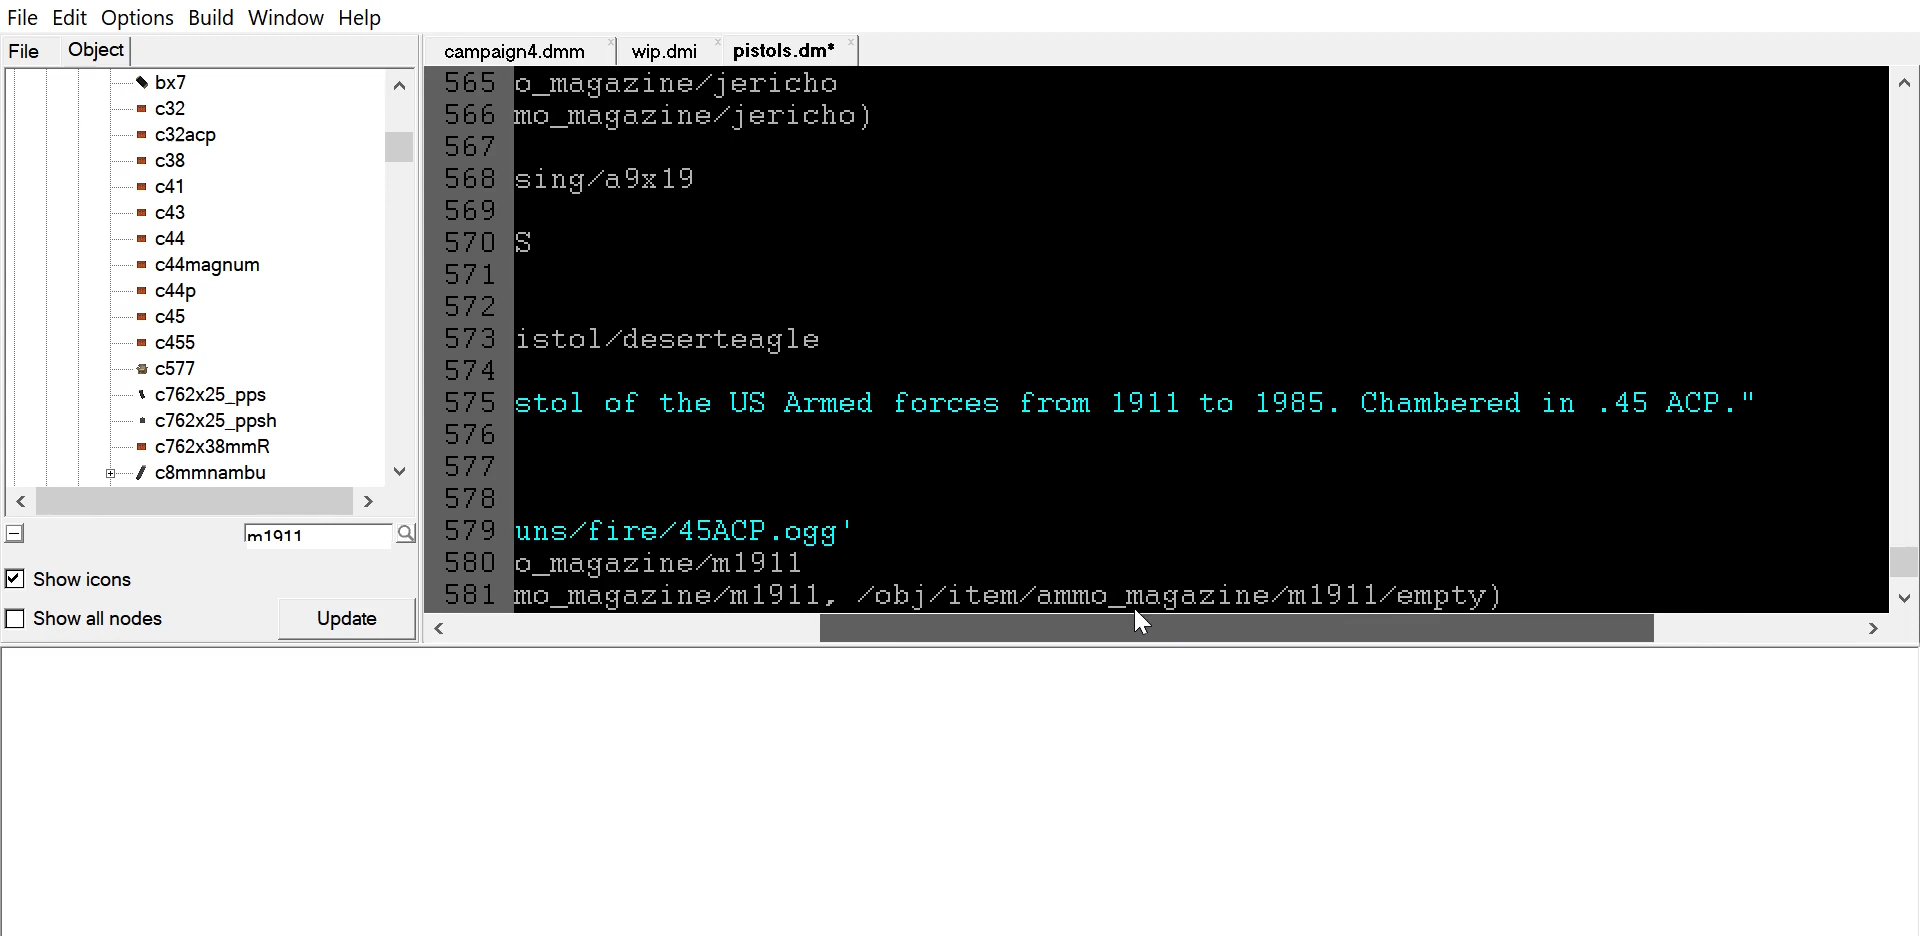 File Edit Options Build Window Help
File Object
campaign4.dmm wip.dmi pistols.dm*
bx7
c32
c32acp
c38
c41
c43
c44
c44magnum
c44p
c45
c455
c577
c762x25_pps
c762x25_ppsh
c762x38mmR
c8mmnambu
m1911
Show icons
Show all nodes
Update
565 o_magazine/jericho
566 mo_magazine/jericho)
567
568 sing/a9x19
569
570 S
571
572
573 istol/deserteagle
574
575 stol of the US Armed forces from 1911 to 1985. Chambered in .45 ACP."
576
577
578
579 uns/fire/45ACP.ogg'
580 o_magazine/m1911
581 mo_magazine/m1911, /obj/item/ammo_magazine/m1911/empty)